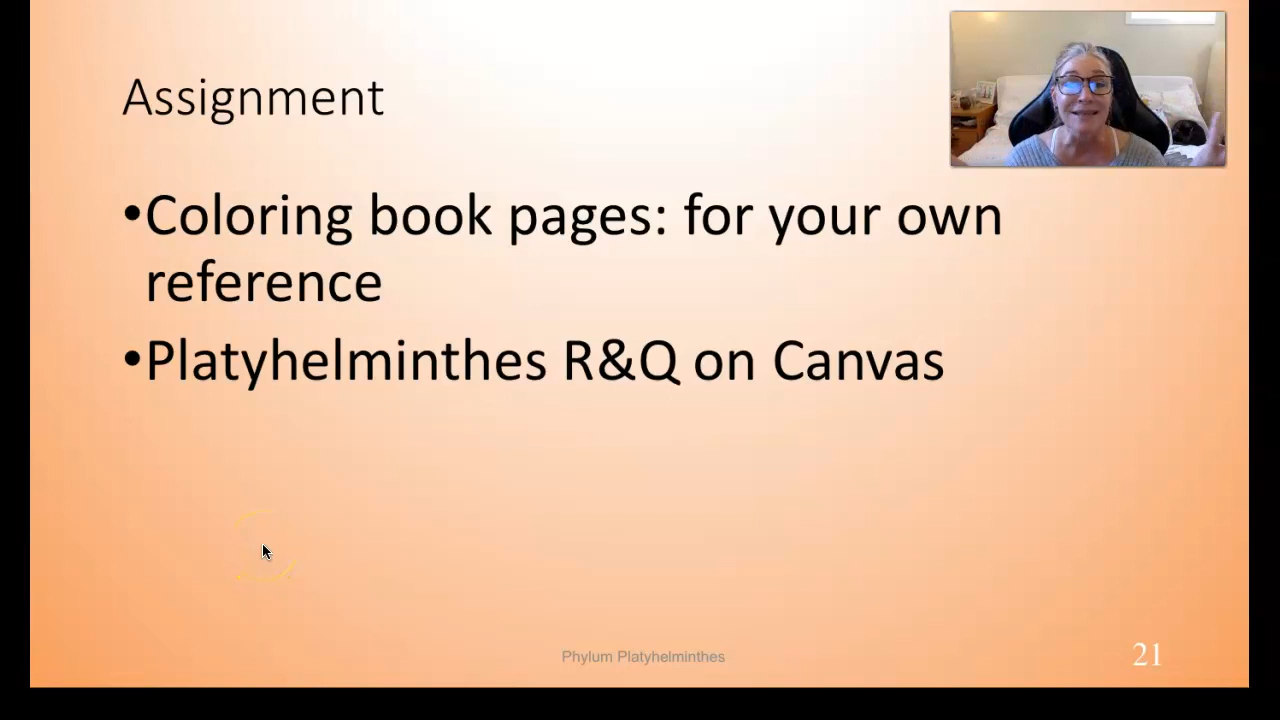 Assignment
•Coloring book pages: for your own
reference
•Platyhelminthes R&Q on Canvas
Phylum Platyhelminthes
21